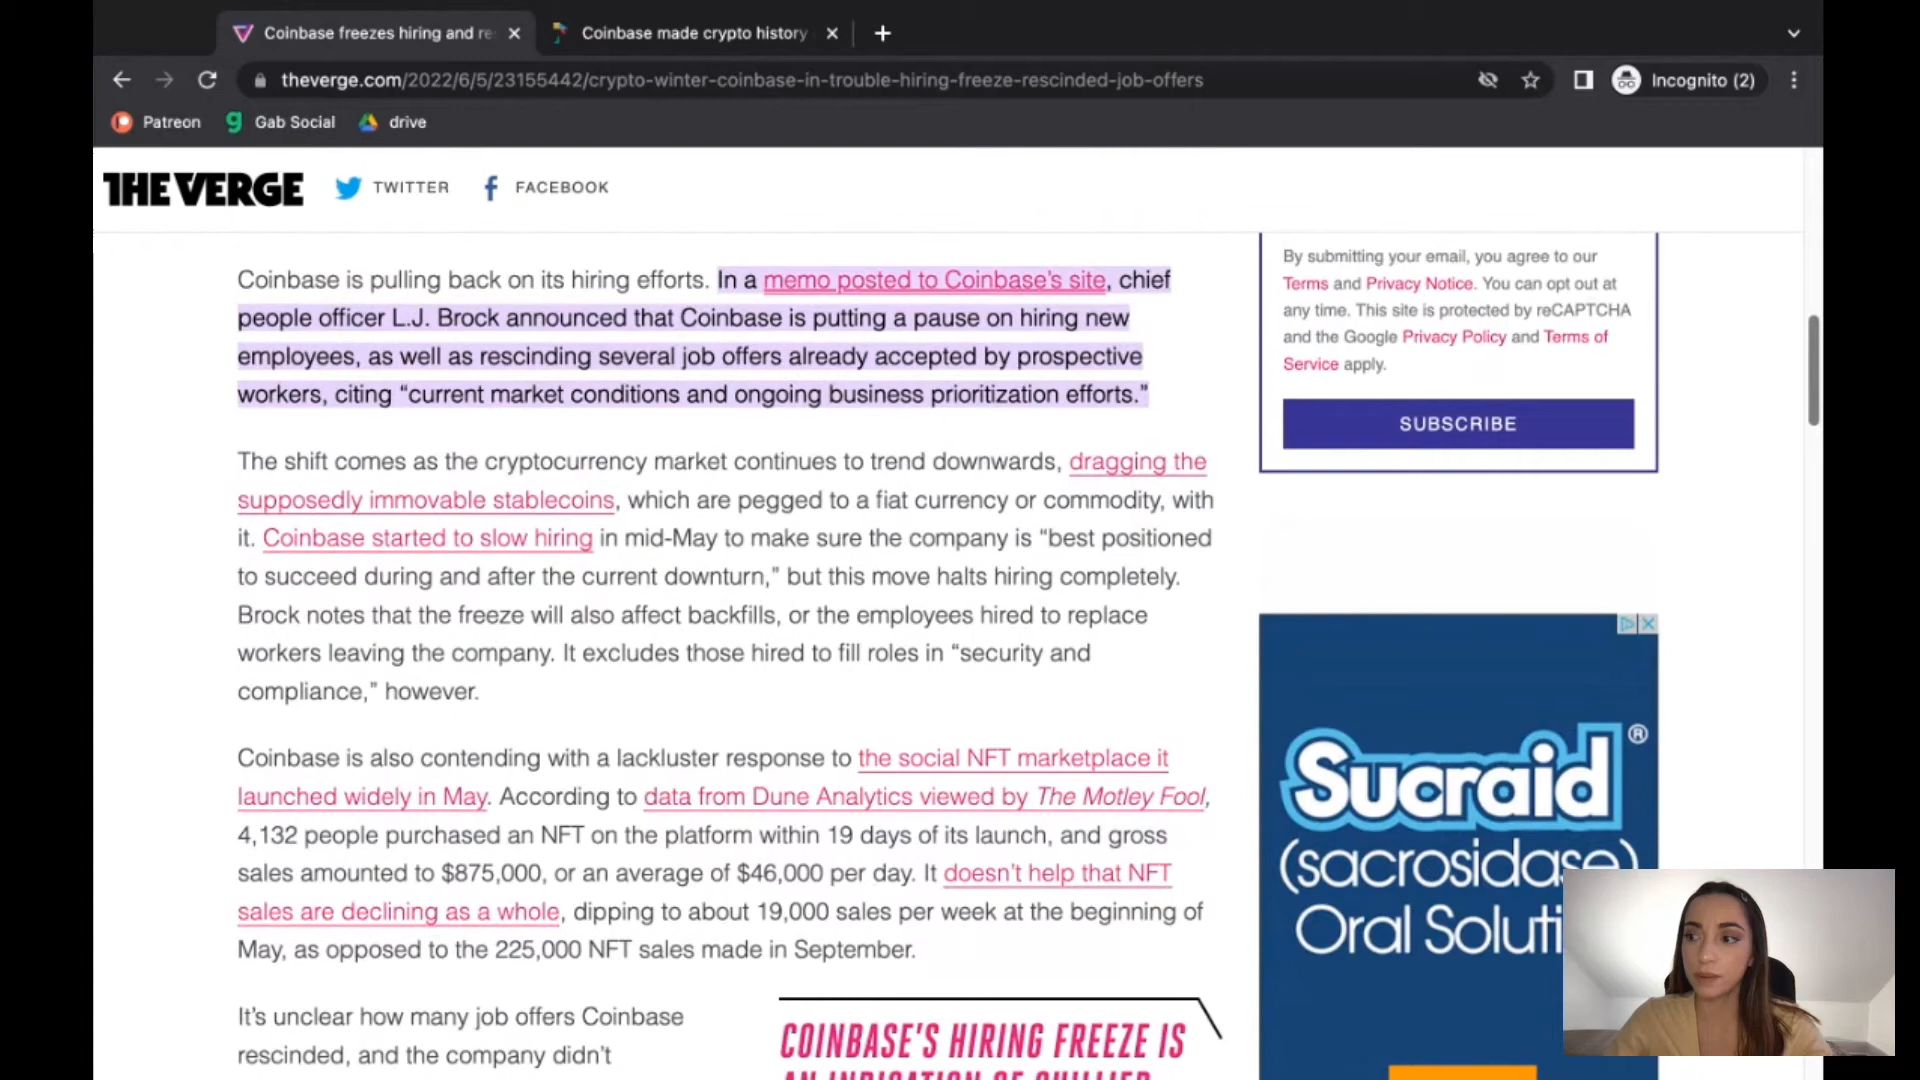 Coinbase freezes hiring and re
Coinbase made crypto history
theverge.com/2022/6/5/23155442/crypto-winter-coinbase-in-trouble-hiring-freeze-rescinded-job-offers
Incognito (2)
Patreon
Gab Social
drive
THE VERGE
TWITTER
FACEBOOK
Coinbase is pulling back on its hiring efforts. In a memo posted to Coinbase's site, chief
people officer L.J. Brock announced that Coinbase is putting a pause on hiring new
employees, as well as rescinding several job offers already accepted by prospective
workers, citing “current market conditions and ongoing business prioritization efforts.”
The shift comes as the cryptocurrency market continues to trend downwards, dragging the
supposedly immovable stablecoins, which are pegged to a fiat currency or commodity, with
it. Coinbase started to slow hiring in mid-May to make sure the company is “best positioned
to succeed during and after the current downturn,” but this move halts hiring completely.
Brock notes that the freeze will also affect backfills, or the employees hired to replace
workers leaving the company. It excludes those hired to fill roles in “security and
compliance,” however.
Coinbase is also contending with a lackluster response to the social NFT marketplace it
launched widely in May. According to data from Dune Analytics viewed by The Motley Fool,
4,132 people purchased an NFT on the platform within 19 days of its launch, and gross
sales amounted to $875,000, or an average of $46,000 per day. It doesn’t help that NFT
sales are declining as a whole, dipping to about 19,000 sales per week at the beginning of
May, as opposed to the 225,000 NFT sales made in September.
It’s unclear how many job offers Coinbase
rescinded, and the company didn’t
COINBASE'S HIRING FREEZE IS
AN INDICATION OF CHILLIER
By submitting your email, you agree to our
Terms and Privacy Notice. You can opt out at
any time. This site is protected by reCAPTCHA
and the Google Privacy Policy and Terms of
Service apply.
SUBSCRIBE
Sucraid®
(sacrosidase)
Oral Soluti